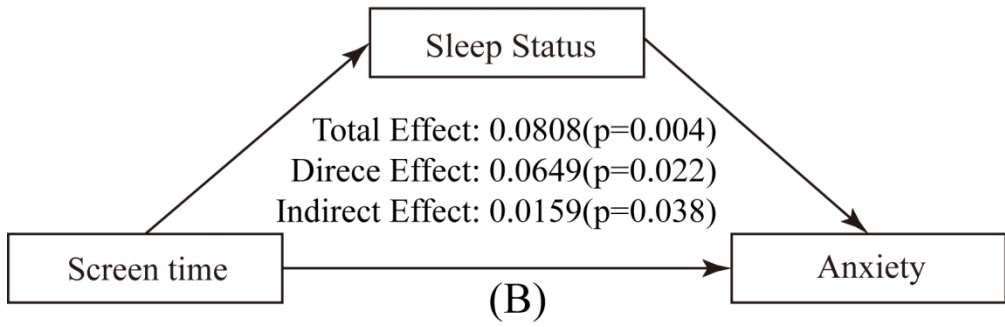 Sleep Status
Total Effect: 0.0808(p=0.004)
Direce Effect: 0.0649(p=0.022)
Indirect Effect: 0.0159(p=0.038)
Screen time
Anxiety
(B)